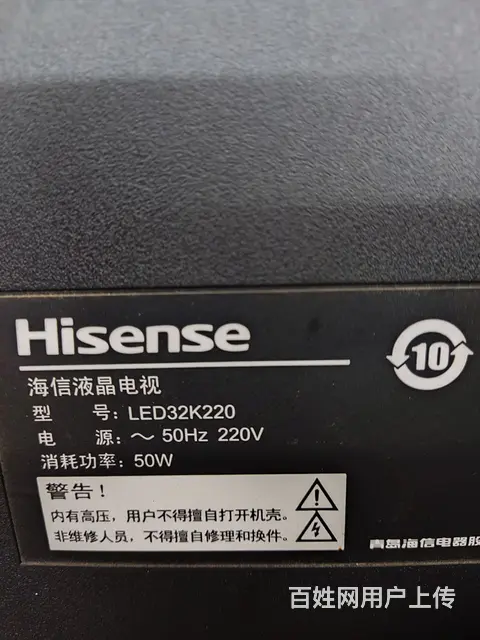 Hisense
10
海信液晶电视
型 号: LED32K220
电 源: ～ 50Hz 220V
消耗功率: 50W
警告！
内有高压，用户不得擅自打开机壳。
非维修人员，不得擅自修理和换件。
青岛海信电器股
百姓网用户上传